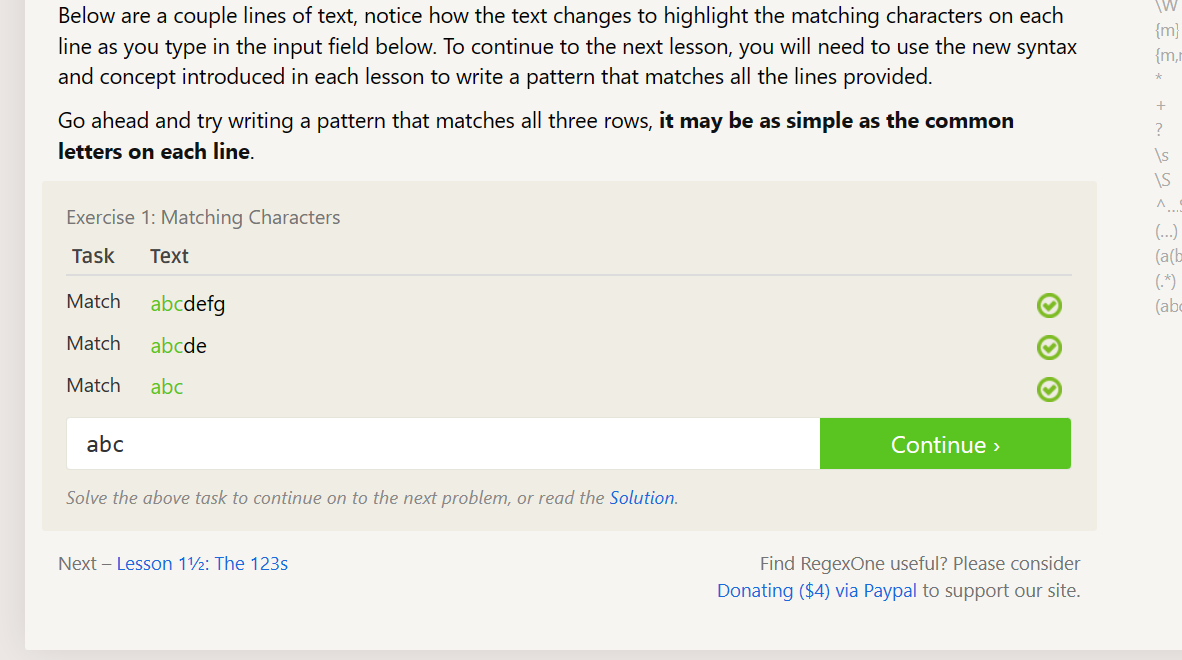 Below are a couple lines of text, notice how the text changes to highlight the matching characters on each
line as you type in the input field below. To continue to the next lesson, you will need to use the new syntax
and concept introduced in each lesson to write a pattern that matches all the lines provided.
Go ahead and try writing a pattern that matches all three rows, it may be as simple as the common
letters on each line.
Exercise 1: Matching Characters
Task Text
Match abcdefg
Match abcde
Match abc
abc
Continue ›
Solve the above task to continue on to the next problem, or read the Solution.
Next – Lesson 1½: The 123s
Find RegexOne useful? Please consider
Donating ($4) via Paypal to support our site.
\W
{m}
*
+
?
\s
\S
(...)
(.*)